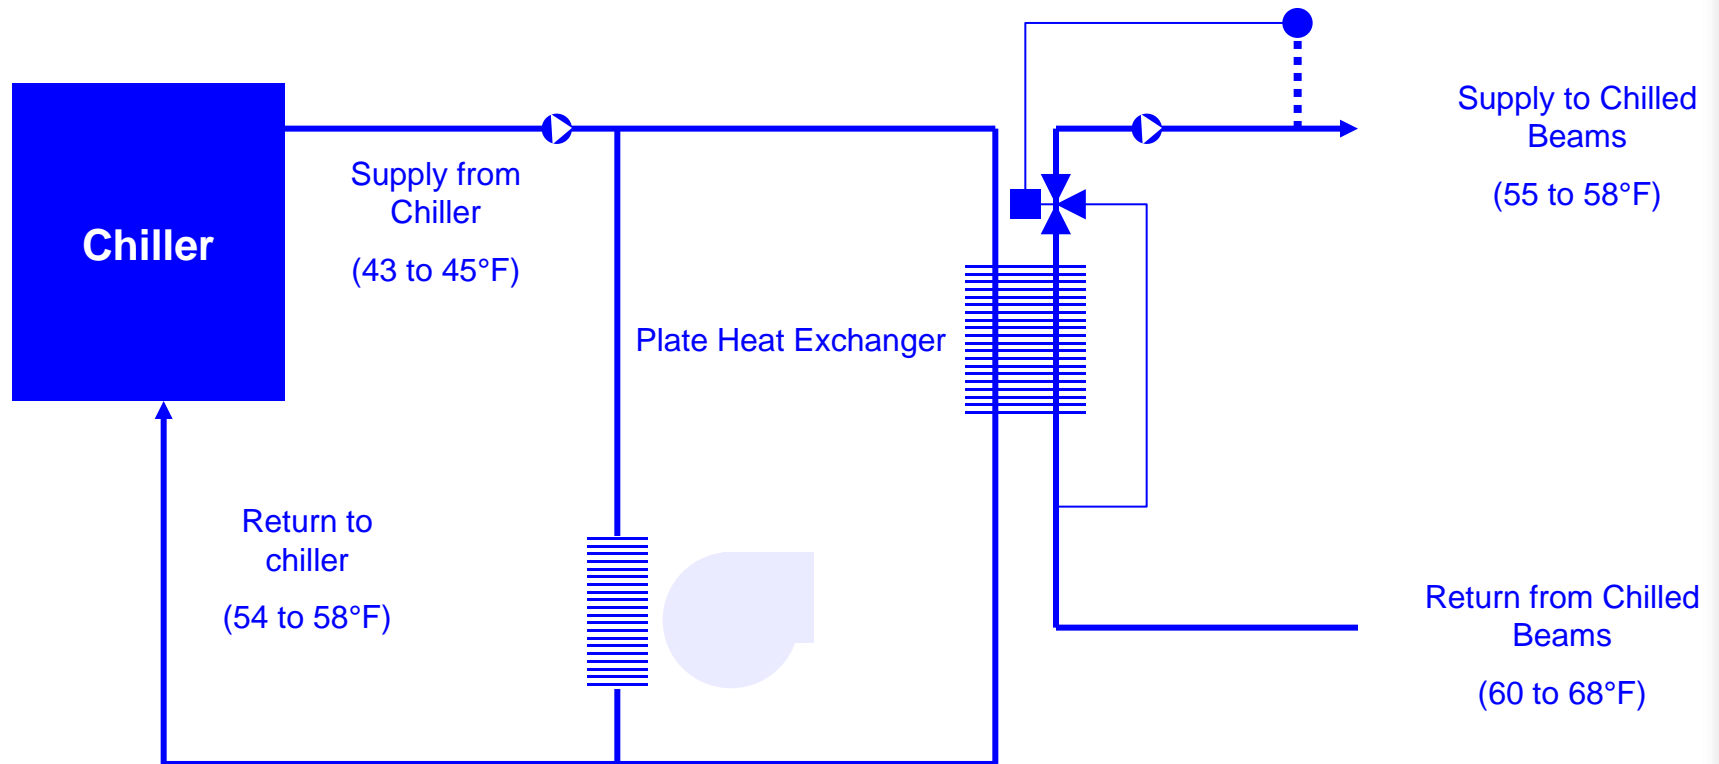 Chiller
Supply from
Chiller
(43 to 45°F)
Return to
chiller
(54 to 58°F)
Plate Heat Exchanger
Supply to Chilled
Beams
(55 to 58°F)
Return from Chilled
Beams
(60 to 68°F)